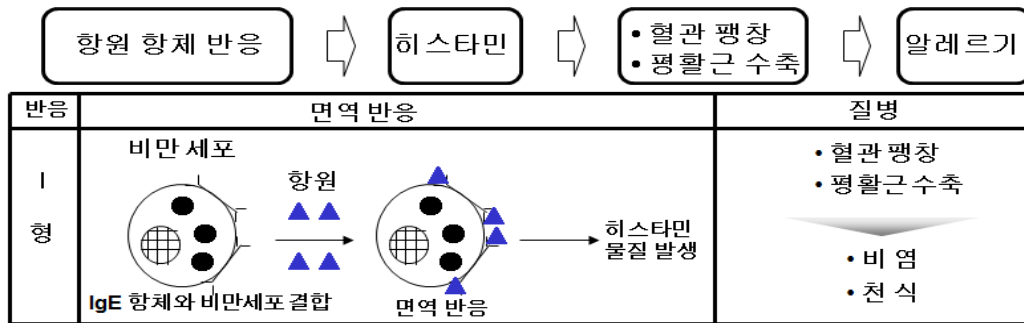 항원 항체 반응
히스타민
• 혈관 팽창
• 평활근 수축
알레르기
반응
면역 반응
질병
I
형
비만 세포
항원
IgE 항체와 비만세포 결합
면역 반응
히스타민
물질 발생
• 혈관 팽창
• 평활근 수축
• 비 염
• 천 식